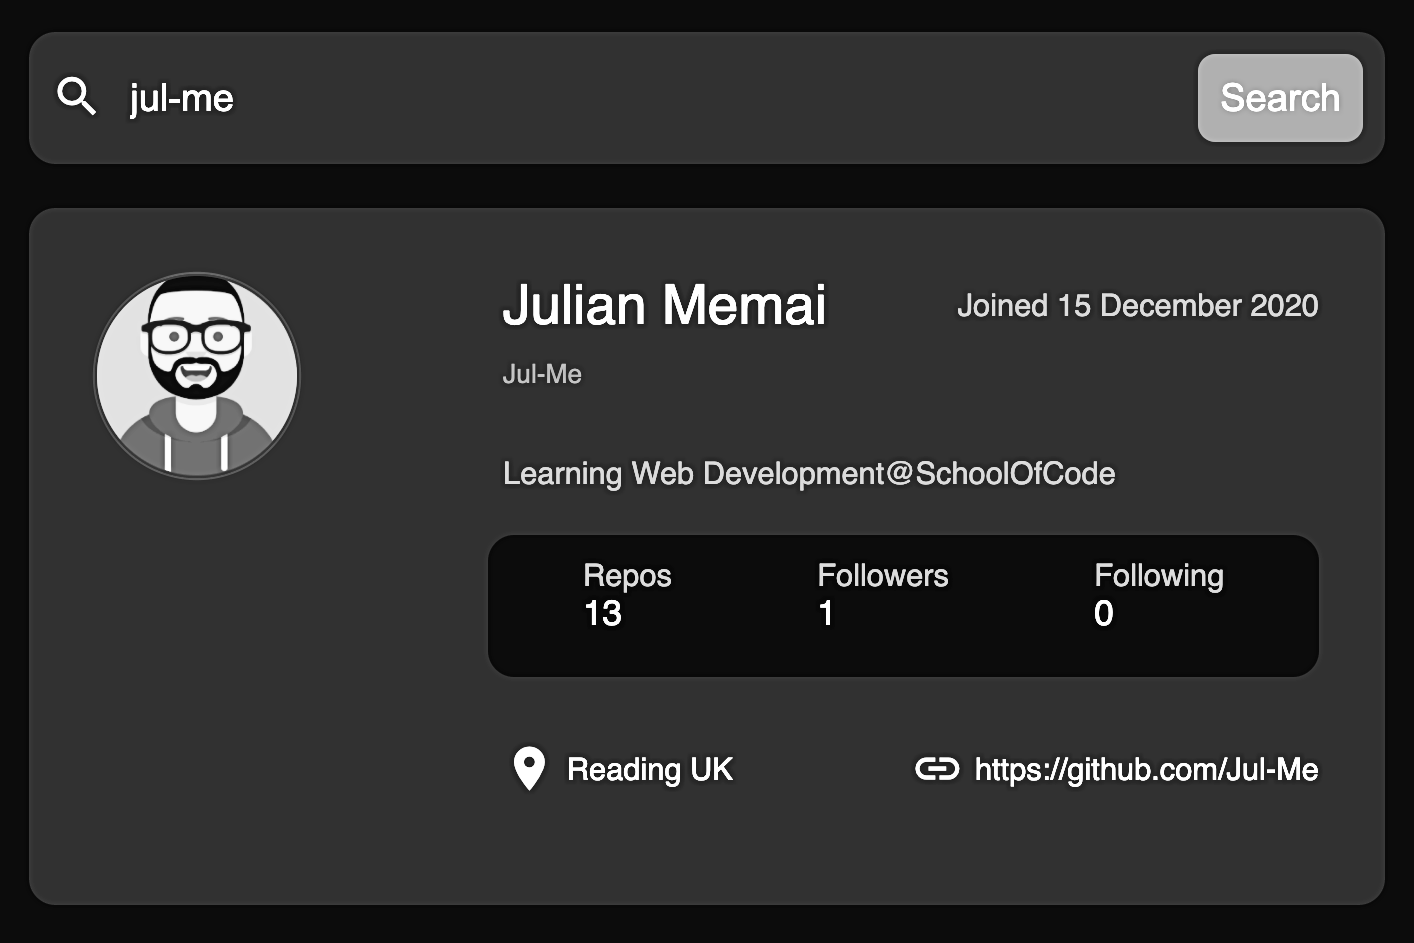 jul-me
Search
Julian Memai
Joined 15 December 2020
Jul-Me
Learning Web Development@SchoolOfCode
Repos
13
Followers
1
Following
0
Reading UK
https://github.com/Jul-Me